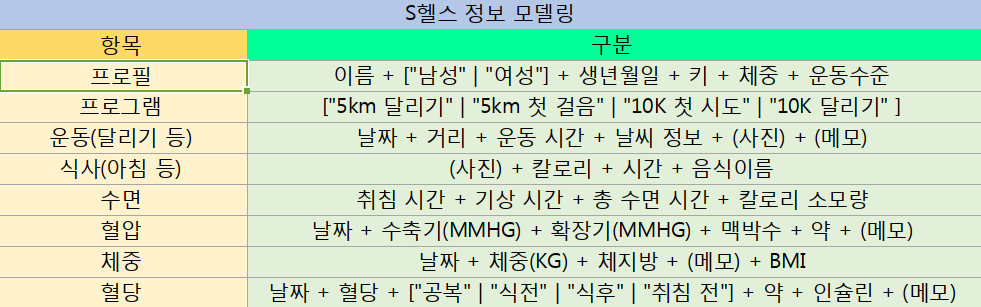 S헬스 정보 모델링
항목 구분
프로필 이름 + ["남성" | "여성"] + 생년월일 + 키 + 체중 + 운동수준
프로그램 ["5km 달리기" | "5km 첫 걸음" | "10K 첫 시도" | "10K 달리기" ]
운동(달리기 등) 날짜 + 거리 + 운동 시간 + 날씨 정보 + (사진) + (메모)
식사(아침 등) (사진) + 칼로리 + 시간 + 음식이름
수면 취침 시간 + 기상 시간 + 총 수면 시간 + 칼로리 소모량
혈압 날짜 + 수축기(MMHG) + 확장기(MMHG) + 맥박수 + 약 + (메모)
체중 날짜 + 체중(KG) + 체지방 + (메모) + BMI
혈당 날짜 + 혈당 + ["공복" | "식전" | "식후" | "취침 전"] + 약 + 인슐린 + (메모)